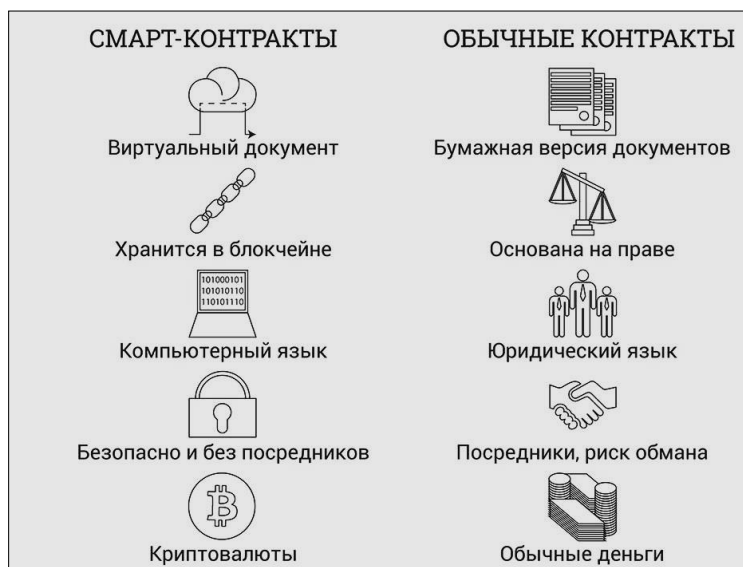 СМАРТ-КОНТРАКТЫ
ОБЫЧНЫЕ КОНТРАКТЫ
Виртуальный документ
Бумажная версия документов
Хранится в блокчейне
Основана на праве
101000101
101010110
110101110
Компьютерный язык
Юридический язык
Безопасно и без посредников
Посредники, риск обмана
Криптовалюты
Обычные деньги